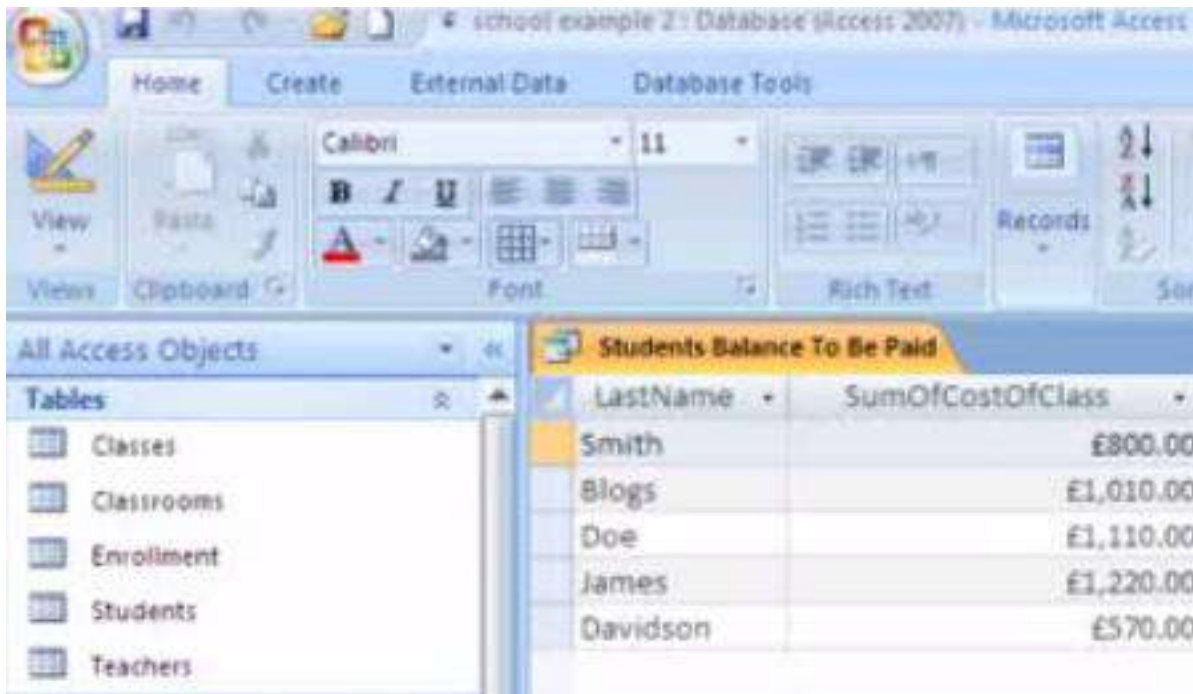 school example 2 : Database (Access 2007) - Microsoft Access
Home Create External Data Database Tools
Calibri 11
B I U
A
View Paste Records
Views Clipboard Font Rich Text
All Access Objects
Students Balance To Be Paid
Tables
LastName SumOfCostOfClass
Classes
Smith £800.00
Classrooms
Blogs £1,010.00
Enrollment
Doe £1,110.00
Students
James £1,220.00
Teachers
Davidson £570.00